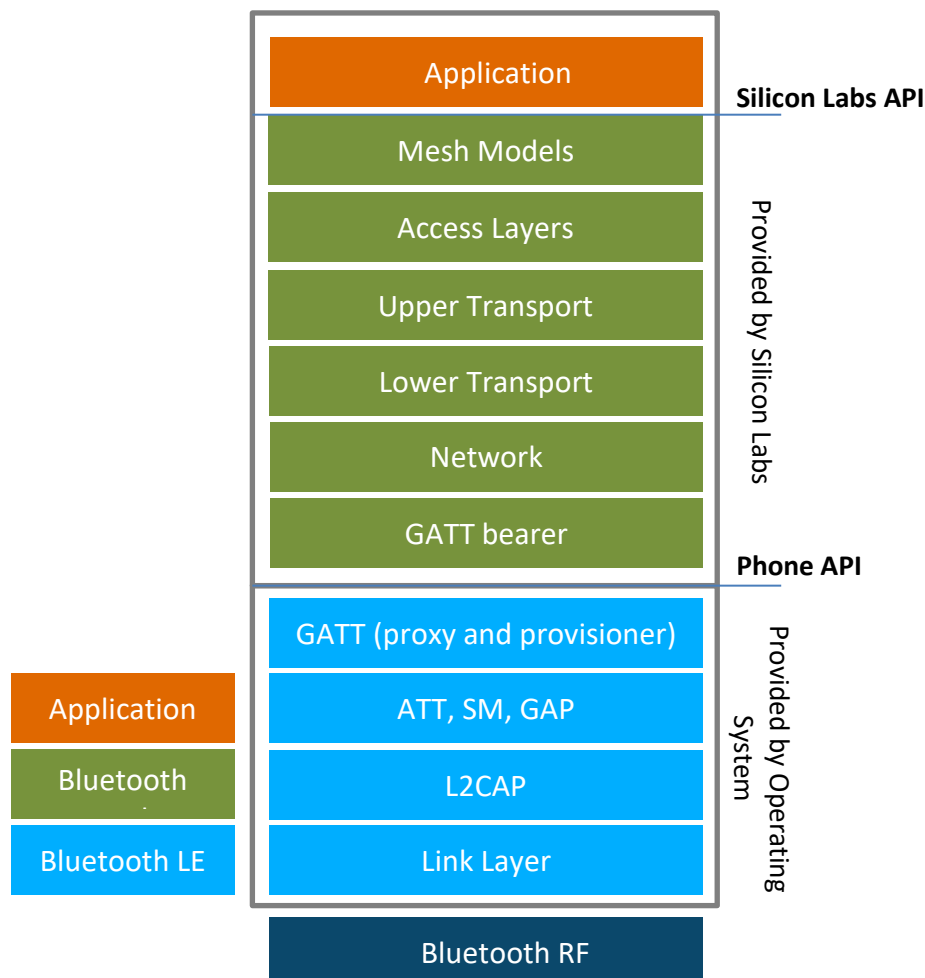 Application
Silicon Labs API
Mesh Models
Access Layers
Upper Transport
Lower Transport
Network
GATT bearer
Provided by Silicon Labs
Phone API
GATT (proxy and provisioner)
ATT, SM, GAP
L2CAP
Link Layer
Provided by Operating
System
Application
Bluetooth
Bluetooth LE
Bluetooth RF